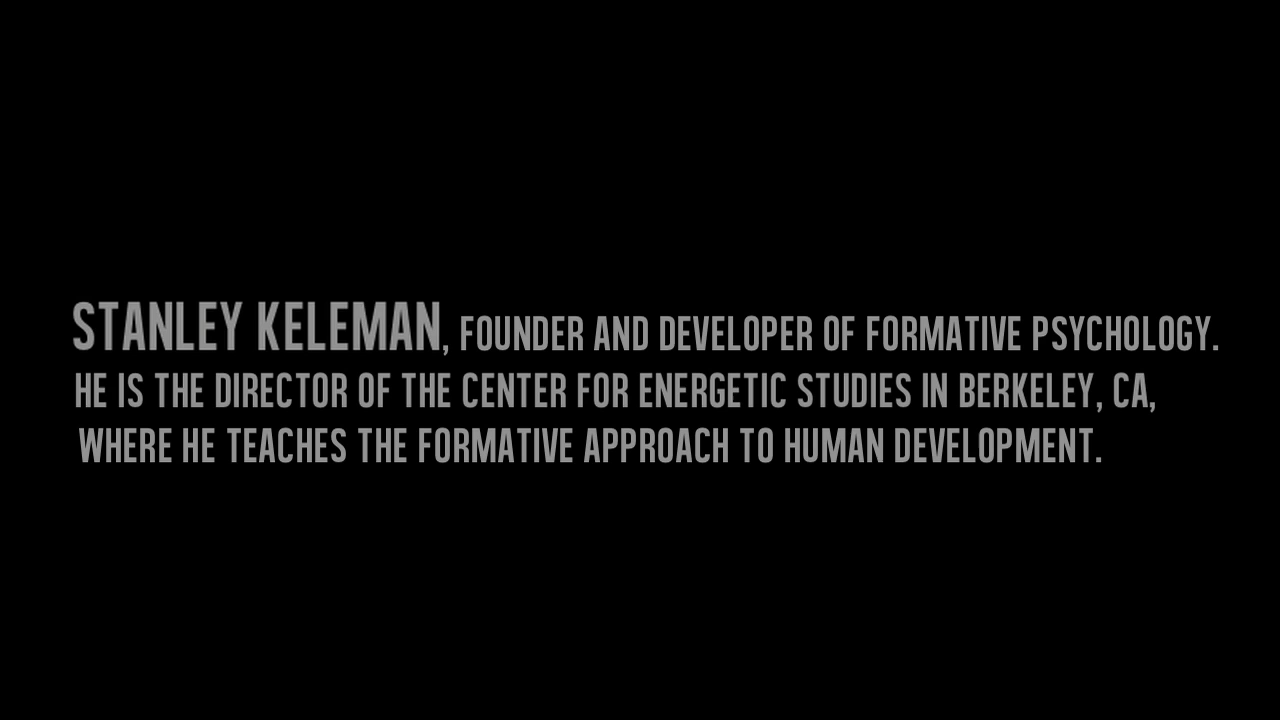 STANLEY KELEMAN, FOUNDER AND DEVELOPER OF FORMATIVE PSYCHOLOGY.
HE IS THE DIRECTOR OF THE CENTER FOR ENERGETIC STUDIES IN BERKELEY, CA,
WHERE HE TEACHES THE FORMATIVE APPROACH TO HUMAN DEVELOPMENT.